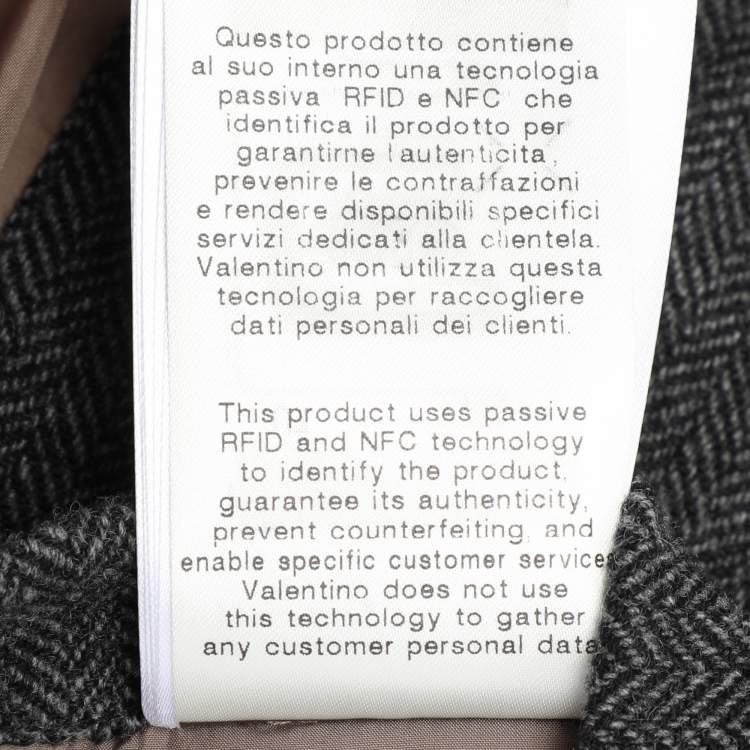 Questo prodotto contiene
al suo interno una tecnologia
passiva RFID e NFC che
identifica il prodotto per
garantirne l'autenticita,
prevenire le contraffazioni
e rendere disponibili specifici
servizi dedicati alla clientela.
Valentino non utilizza questa
tecnologia per raccogliere
dati personali dei clienti.
This product uses passive
RFID and NFC technology
to identify the product,
guarantee its authenticity,
prevent counterfeiting, and
enable specific customer services
Valentino does not use
this technology to gather
any customer personal data